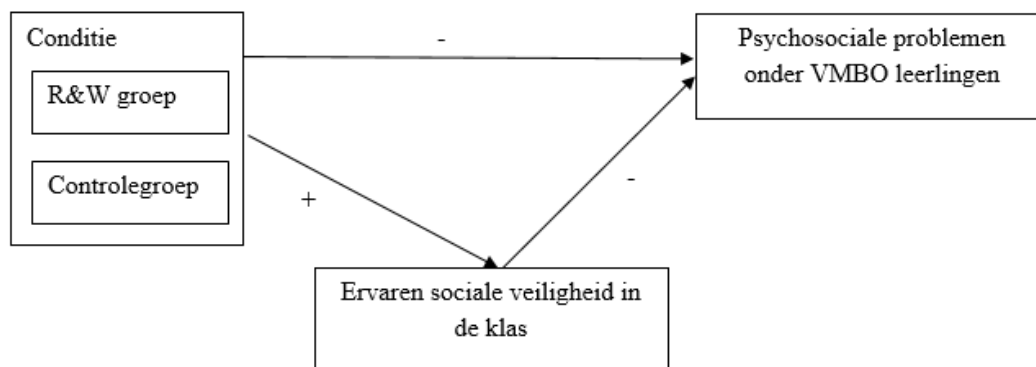 Conditie
R&W groep
Controlegroep
-
Psychosociale problemen
onder VMBO leerlingen
+
-
Ervaren sociale veiligheid in
de klas